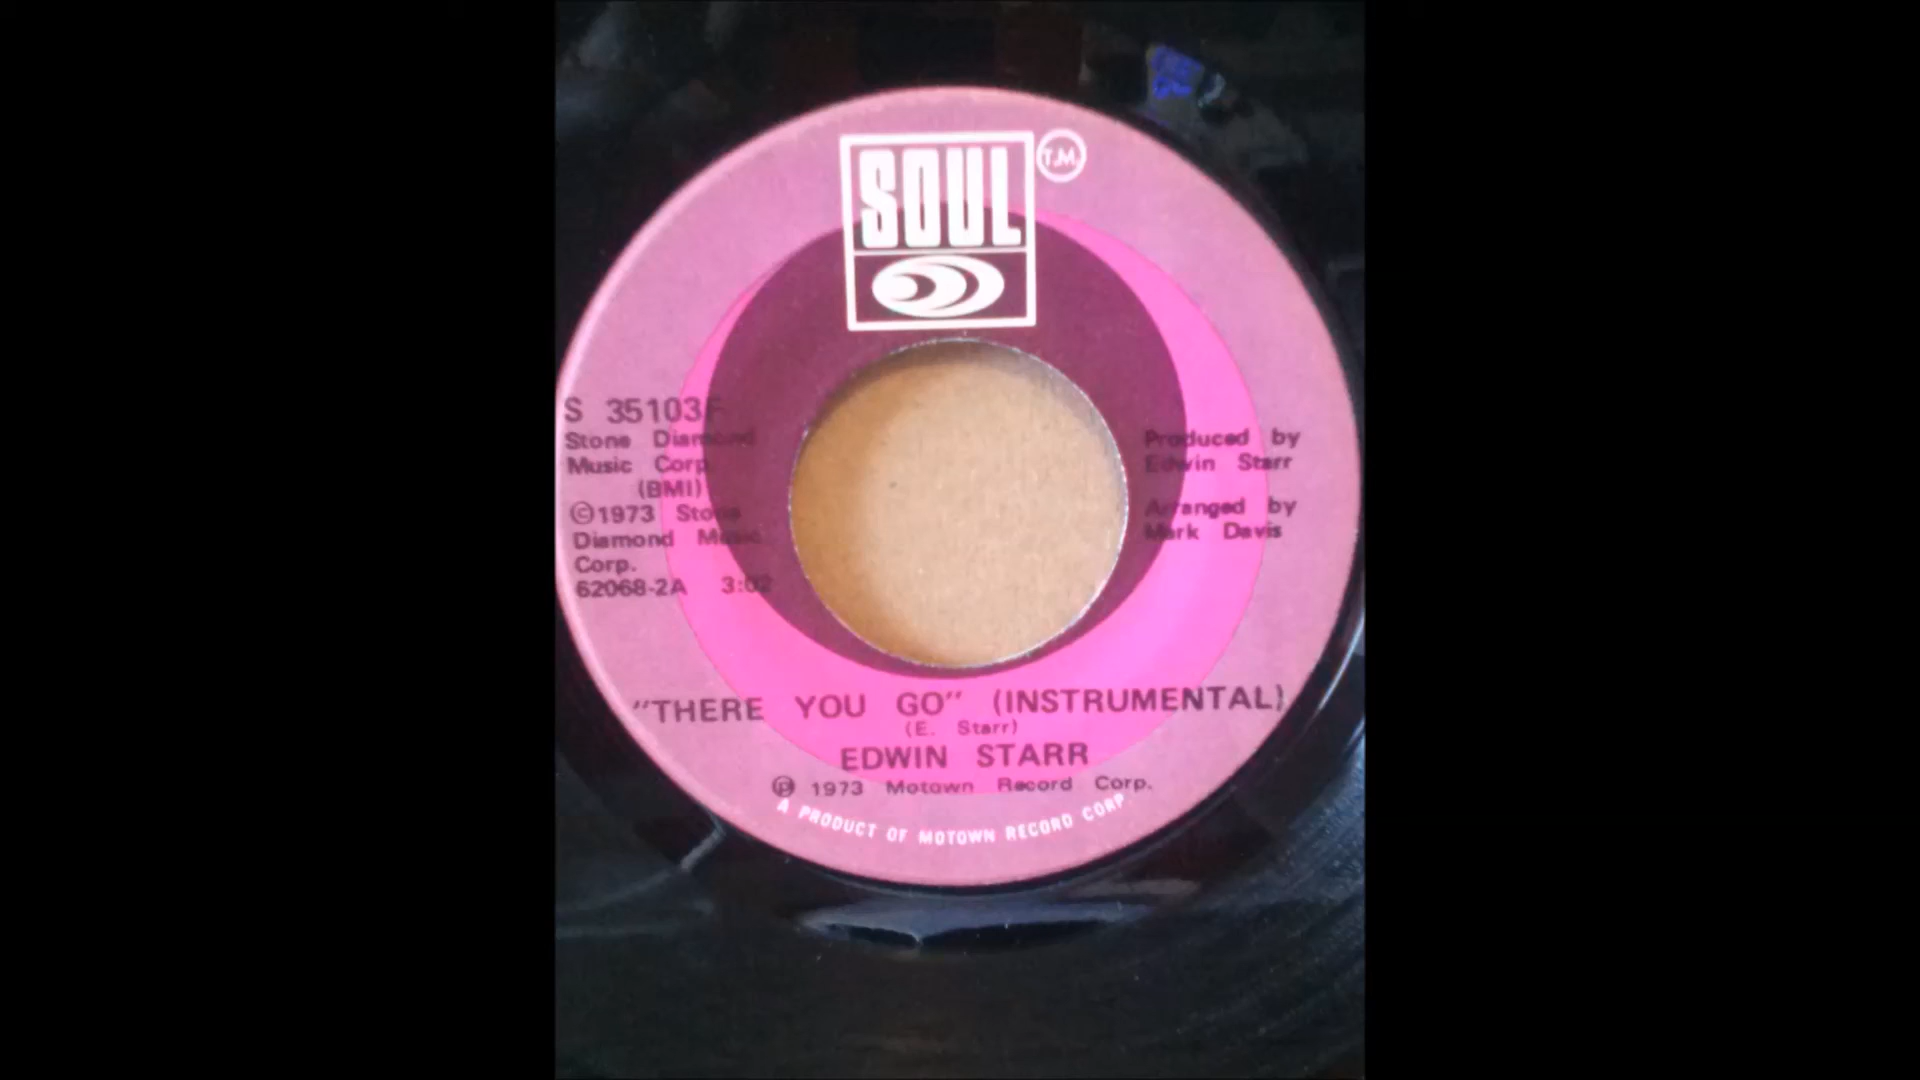 SOUL
T.M.
S 35103F
Stone Diamond
Music Corp.
(BMI)
©1973 Stone
Diamond Music
Corp.
62068-2A 3:02
Produced by
Edwin Starr
Arranged by
Mark Davis
"THERE YOU GO" (INSTRUMENTAL)
(E. Starr)
EDWIN STARR
℗ 1973 Motown Record Corp.
A PRODUCT OF MOTOWN RECORD CORP